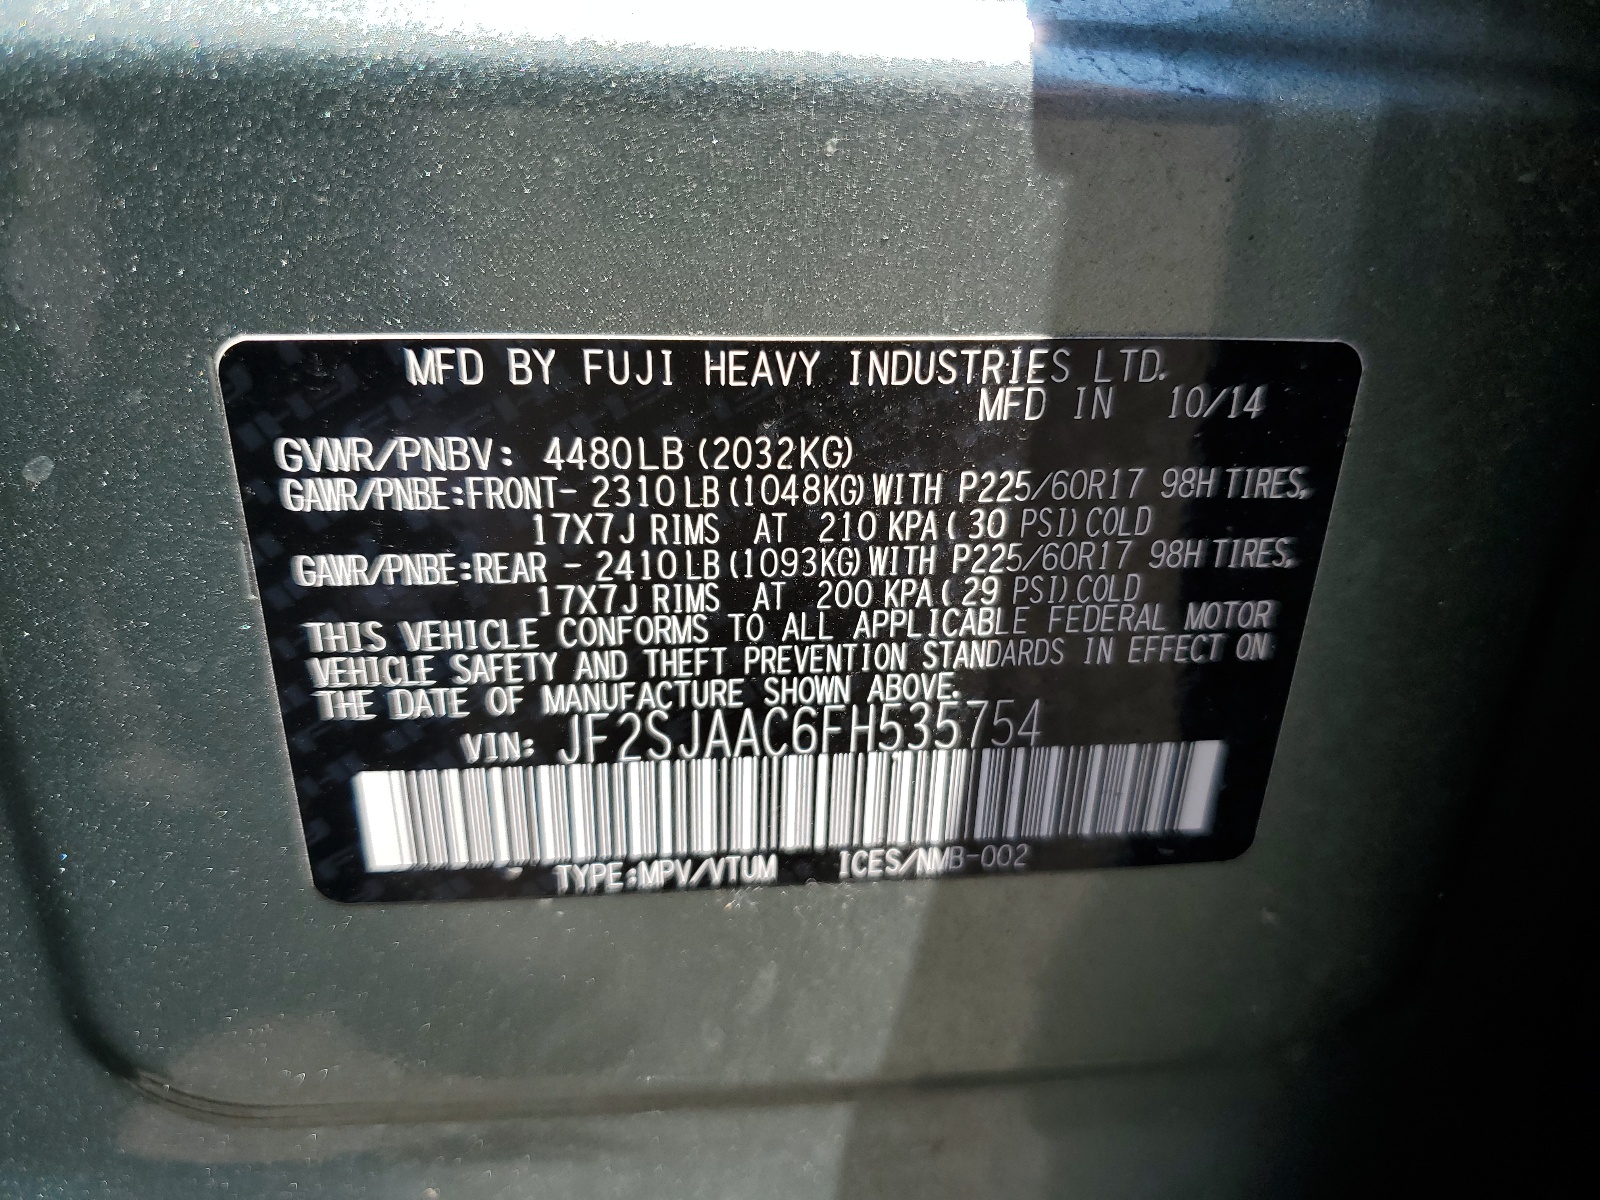 MFD BY FUJI HEAVY INDUSTRIES LTD.
MFD IN 10/14
GVWR/PNBV: 4480LB (2032KG)
GAWR/PNBE:FRONT- 2310LB (1048KG) WITH P225/60R17 98H TIRES,
17X7J RIMS AT 210 KPA( 30 PSI) COLD
GAWR/PNBE:REAR - 2410LB (1093KG) WITH P225/60R17 98H TIRES,
17X7J RIMS AT 200 KPA( 29 PSI) COLD
THIS VEHICLE CONFORMS TO ALL APPLICABLE FEDERAL MOTOR
VEHICLE SAFETY AND THEFT PREVENTION STANDARDS IN EFFECT ON
THE DATE OF MANUFACTURE SHOWN ABOVE.
VIN: JF2SJAAC6FH535754
TYPE:MPV/VTUM ICES/NMB-002